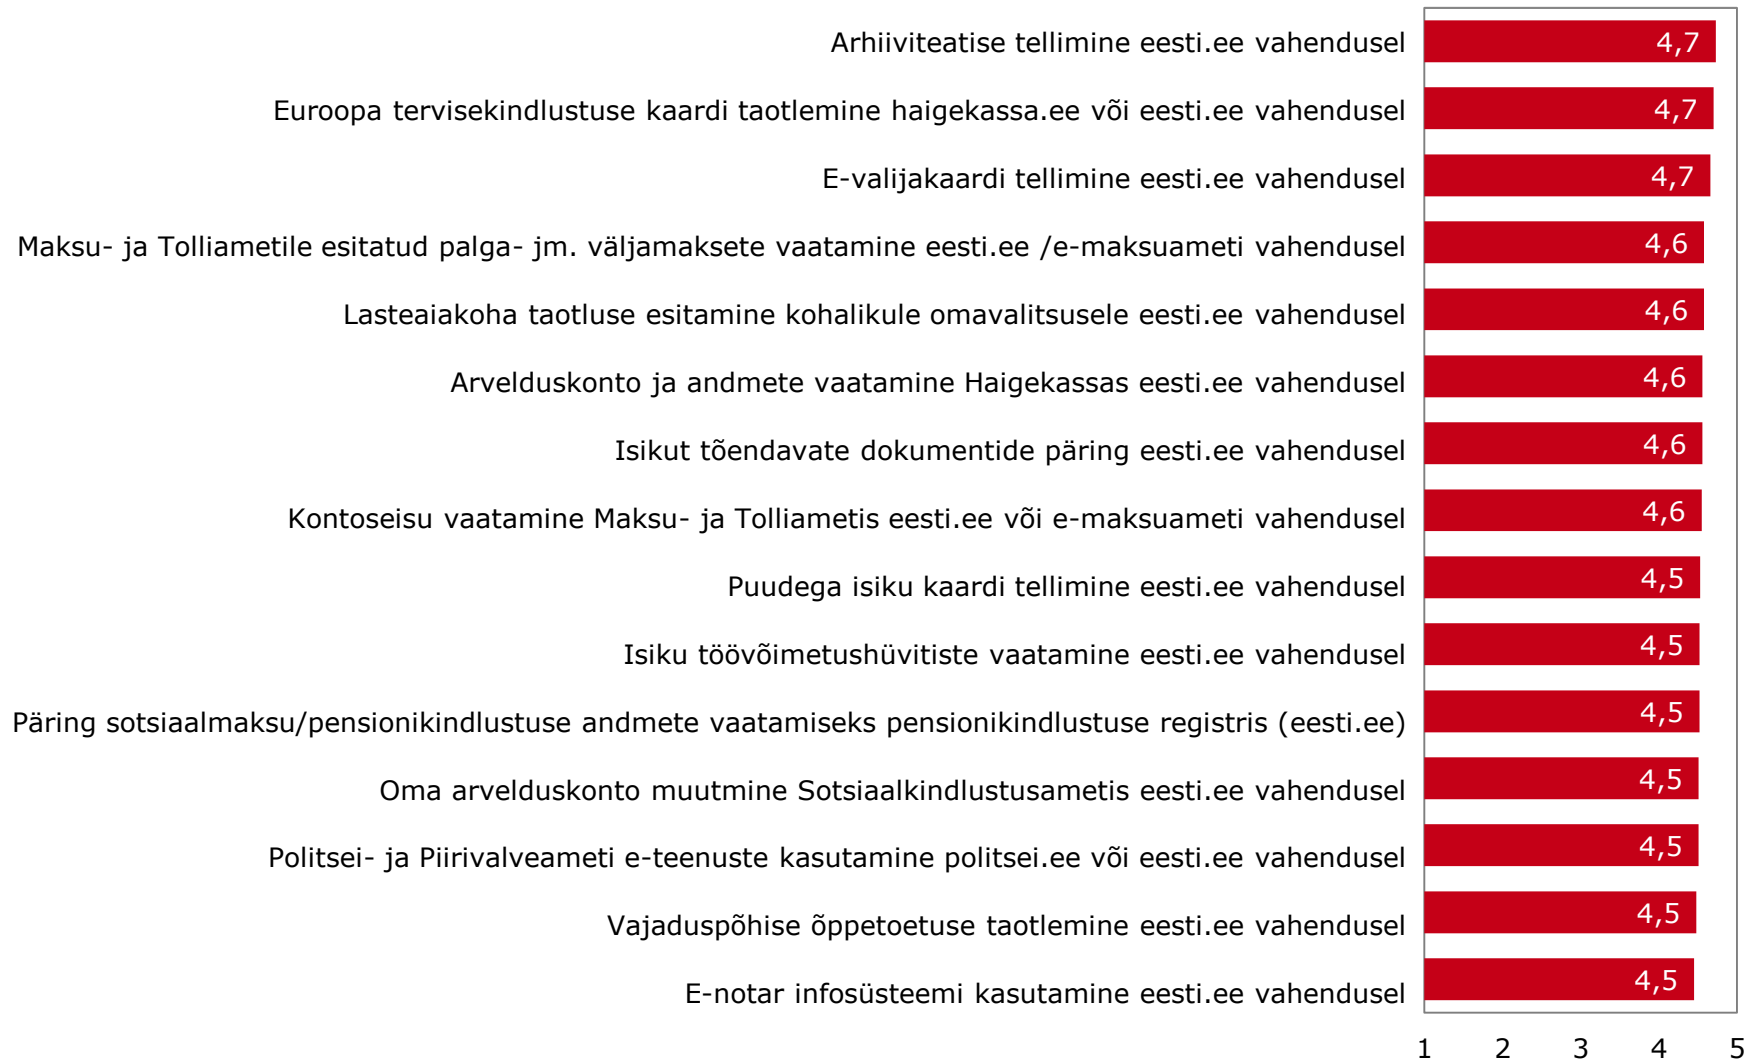 Arhiiviteatise tellimine eesti.ee vahendusel 4,7
Euroopa tervisekindlustuse kaardi taotlemine haigekassa.ee või eesti.ee vahendusel 4,7
E-valijakaardi tellimine eesti.ee vahendusel 4,7
Maksu- ja Tolliametile esitatud palga- jm. väljamaksete vaatamine eesti.ee /e-maksuameti vahendusel 4,6
Lasteaiakoha taotluse esitamine kohalikule omavalitsusele eesti.ee vahendusel 4,6
Arvelduskonto ja andmete vaatamine Haigekassas eesti.ee vahendusel 4,6
Isikut tõendavate dokumentide päring eesti.ee vahendusel 4,6
Kontoseisu vaatamine Maksu- ja Tolliametis eesti.ee või e-maksuameti vahendusel 4,6
Puudega isiku kaardi tellimine eesti.ee vahendusel 4,5
Isiku töövõimetushüvitiste vaatamine eesti.ee vahendusel 4,5
Päring sotsiaalmaksu/pensionikindlustuse andmete vaatamiseks pensionikindlustuse registris (eesti.ee) 4,5
Oma arvelduskonto muutmine Sotsiaalkindlustusametis eesti.ee vahendusel 4,5
Politsei- ja Piirivalveameti e-teenuste kasutamine politsei.ee või eesti.ee vahendusel 4,5
Vajaduspõhise õppetoetuse taotlemine eesti.ee vahendusel 4,5
E-notar infosüsteemi kasutamine eesti.ee vahendusel 4,5
1 2 3 4 5